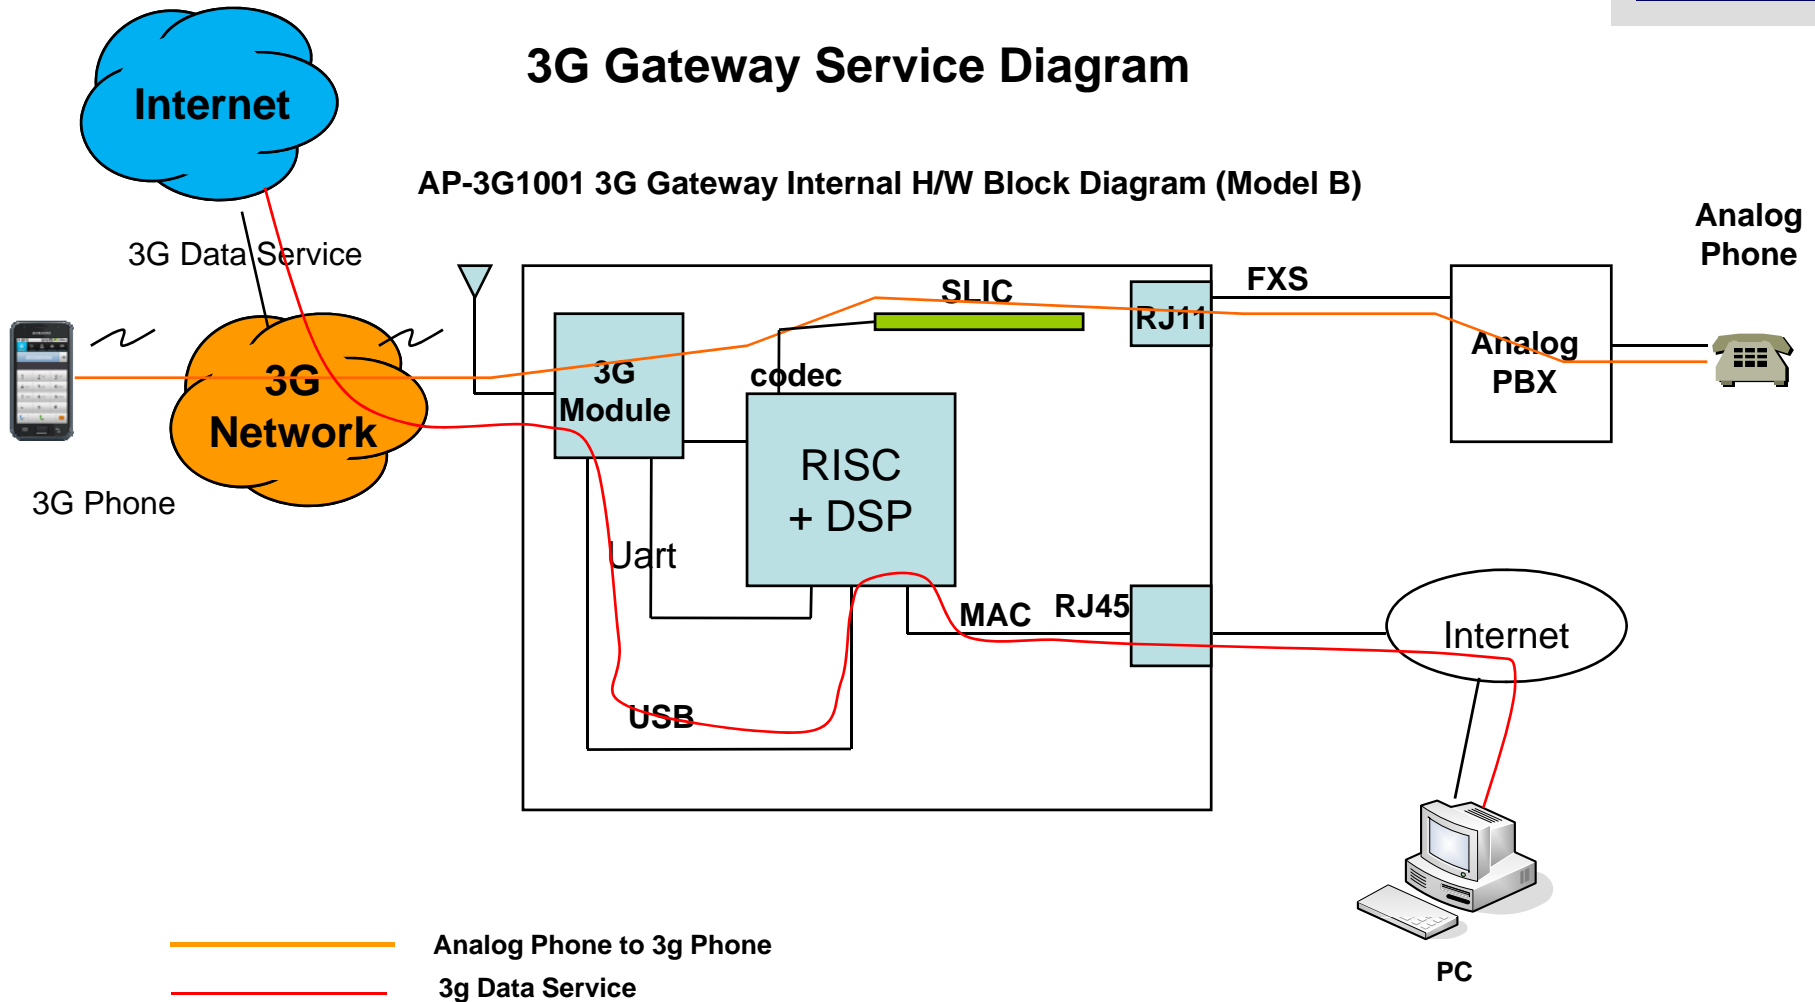 3G Gateway Service Diagram
Internet
AP-3G1001 3G Gateway Internal H/W Block Diagram (Model B)
Analog
Phone
3G Data Service
SLIC
FXS
RJ11
Analog
PBX
3G
Network
3G
Module
codec
RISC
+ DSP
3G Phone
Uart
MAC
RJ45
Internet
USB
Analog Phone to 3g Phone
3g Data Service
PC